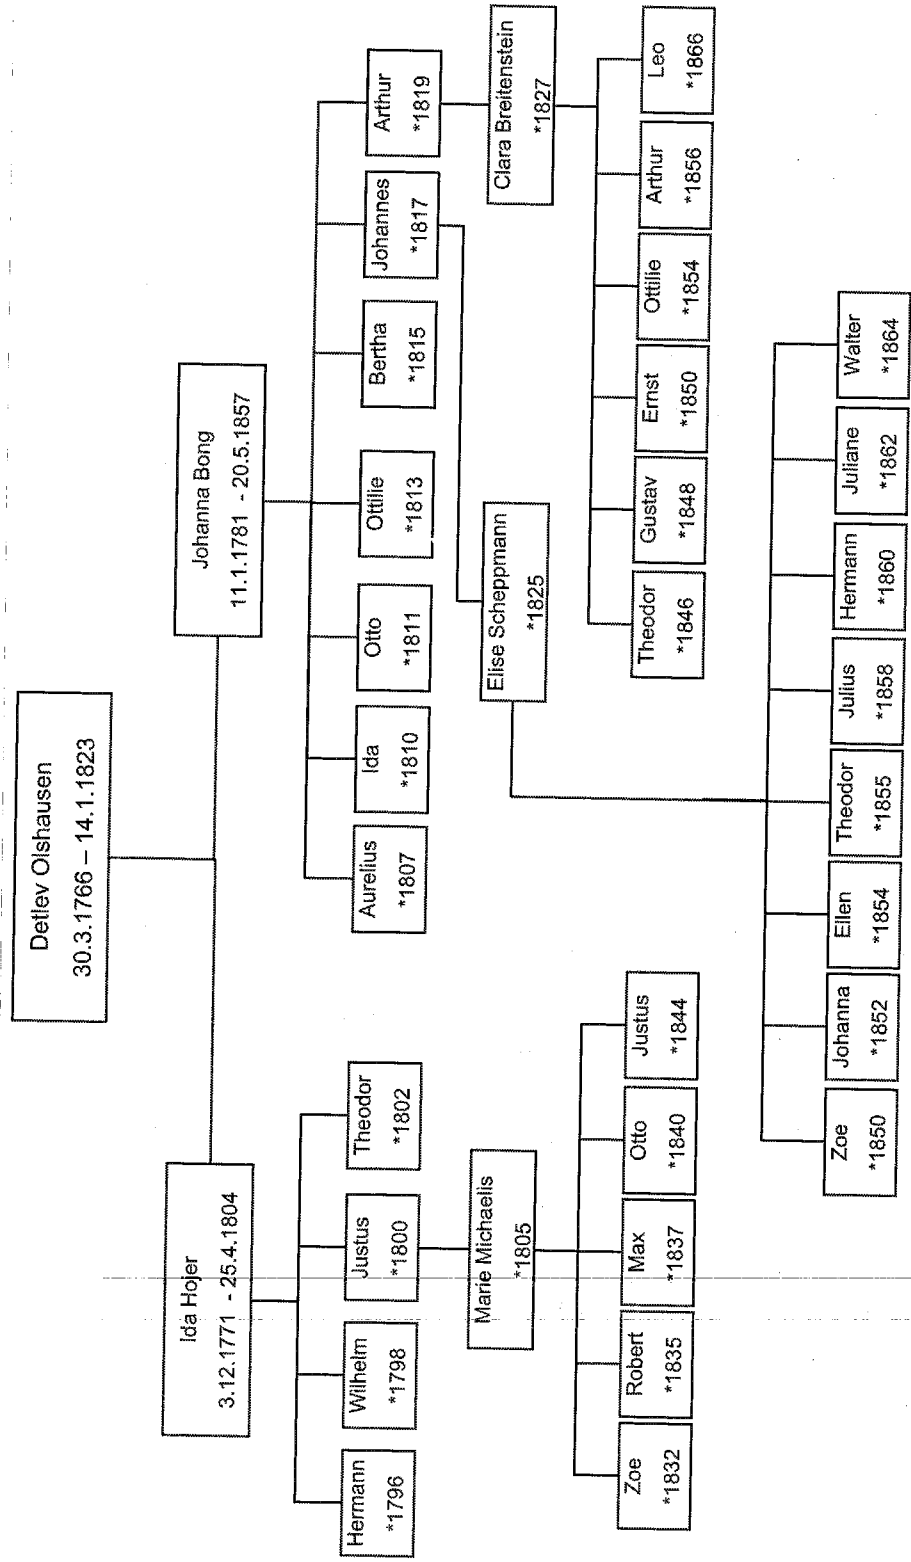 Detlev Olshausen
30.3.1766 – 14.1.1823
Ida Hojer
3.12.1771 - 25.4.1804
Johanna Bong
11.1.1781 - 20.5.1857
Hermann
*1796
Wilhelm
*1798
Justus
*1800
Theodor
*1802
Aurelius
*1807
Ida
*1810
Otto
*1811
Ottilie
*1813
Bertha
*1815
Johannes
*1817
Arthur
*1819
Marie Michaelis
*1805
Elise Scheppmann
*1825
Clara Breitenstein
*1827
Zoe
*1832
Robert
*1835
Max
*1837
Otto
*1840
Justus
*1844
Theodor
*1846
Gustav
*1848
Ernst
*1850
Ottilie
*1854
Arthur
*1856
Leo
*1866
Zoe
*1850
Johanna
*1852
Ellen
*1854
Theodor
*1855
Julius
*1858
Hermann
*1860
Juliane
*1862
Walter
*1864